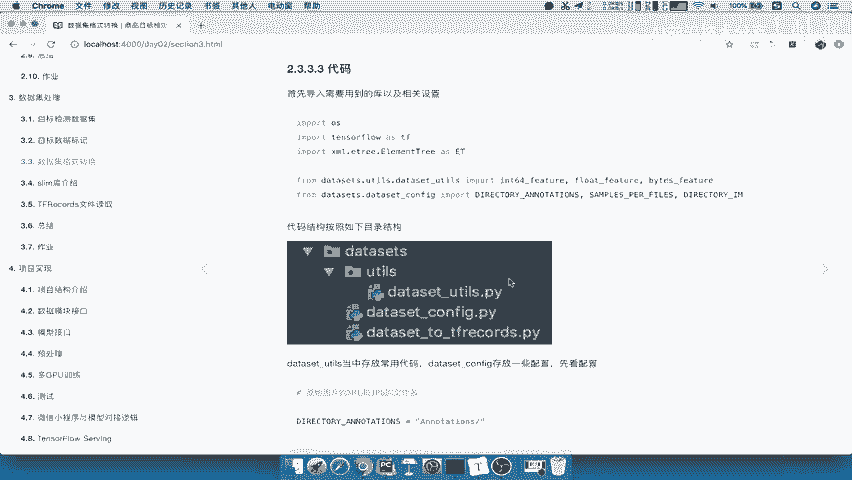 Chrome 文件 修改 视图 历史记录 书签 其他人 电动窗 帮助
100%
数据集格式转换 | 商品目标检测
localhost:4000/day02/section3.html
2.10. 作业
3. 数据集处理
3.1. 目标检测数据集
3.2. 目标数据标记
3.3. 数据集格式转换
3.4. slim库介绍
3.5. TFRecords文件读取
3.6. 总结
3.7. 作业
4. 项目实现
4.1. 项目结构介绍
4.2. 数据模块接口
4.3. 模型接口
4.4. 预处理
4.5. 多GPU训练
4.6. 测试
4.7. 微信小程序与模型对接逻辑
4.8. TensorFlow Serving
2.3.3.3 代码
首先导入需要用到的库以及相关设置
import os
import tensorflow as tf
import xml.etree.ElementTree as ET
from datasets.utils.dataset_utils import int64_feature, float_feature, bytes_feature
from datasets.dataset_config import DIRECTORY_ANNOTATIONS, SAMPLES_PER_FILES, DIRECTORY_IM
代码结构按照如下目录结构
datasets
utils
dataset_utils.py
dataset_config.py
dataset_to_tfrecords.py
dataset_utils当中存放常用代码，dataset_config存放一些配置，先看配置
DIRECTORY_ANNOTATIONS = "Annotations/"